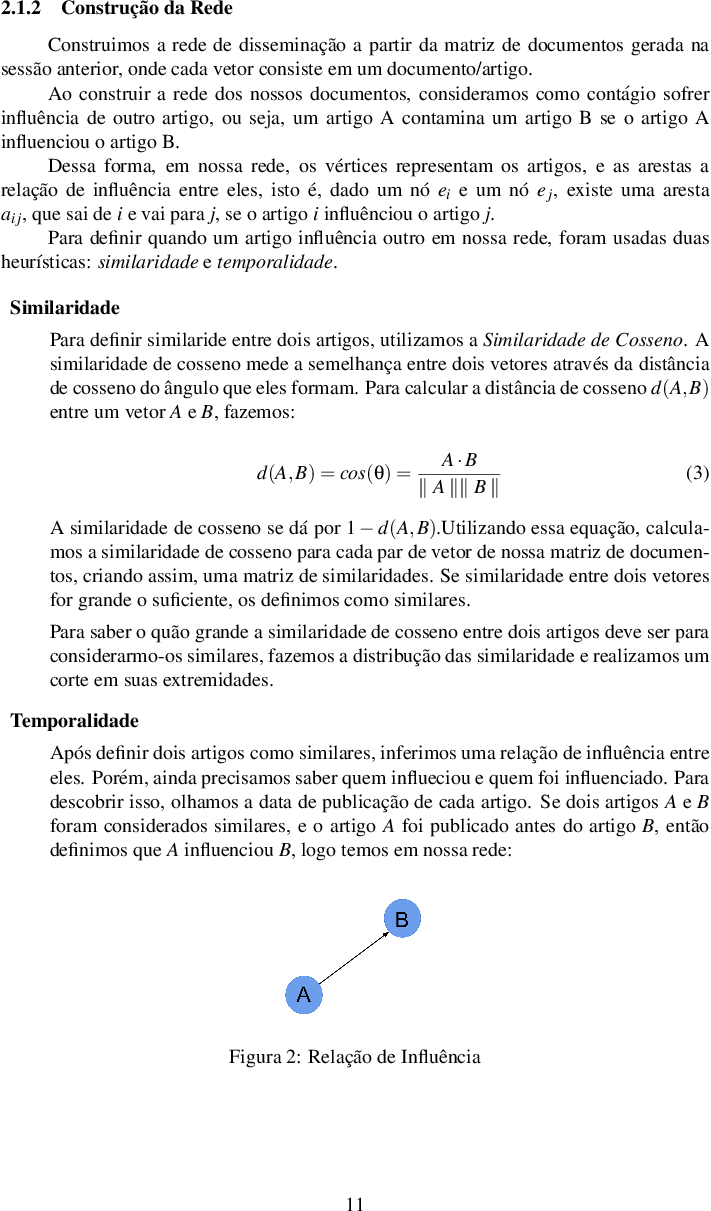 2.1.2 Construção da Rede
Construimos a rede de disseminação a partir da matriz de documentos gerada na
sessão anterior, onde cada vetor consiste em um documento/artigo.
Ao construir a rede dos nossos documentos, consideramos como contágio sofrer
influência de outro artigo, ou seja, um artigo A contamina um artigo B se o artigo A
influenciou o artigo B.
Dessa forma, em nossa rede, os vértices representam os artigos, e as arestas a
relação de influência entre eles, isto é, dado um nó e_i e um nó e_j, existe uma aresta
a_ij, que sai de i e vai para j, se o artigo i influênciou o artigo j.
Para definir quando um artigo influência outro em nossa rede, foram usadas duas
heurísticas: similaridade e temporalidade.
Similaridade
Para definir similaride entre dois artigos, utilizamos a Similaridade de Cosseno. A
similaridade de cosseno mede a semelhança entre dois vetores através da distância
de cosseno do ângulo que eles formam. Para calcular a distância de cosseno d(A,B)
entre um vetor A e B, fazemos:
d(A,B) = cos(θ) = A · B / ‖ A ‖‖ B ‖ (3)
A similaridade de cosseno se dá por 1 − d(A,B).Utilizando essa equação, calcula-
mos a similaridade de cosseno para cada par de vetor de nossa matriz de documen-
tos, criando assim, uma matriz de similaridades. Se similaridade entre dois vetores
for grande o suficiente, os definimos como similares.
Para saber o quão grande a similaridade de cosseno entre dois artigos deve ser para
considerarmo-os similares, fazemos a distribução das similaridade e realizamos um
corte em suas extremidades.
Temporalidade
Após definir dois artigos como similares, inferimos uma relação de influência entre
eles. Porém, ainda precisamos saber quem influeciou e quem foi influenciado. Para
descobrir isso, olhamos a data de publicação de cada artigo. Se dois artigos A e B
foram considerados similares, e o artigo A foi publicado antes do artigo B, então
definimos que A influenciou B, logo temos em nossa rede:
B
A
Figura 2: Relação de Influência
11